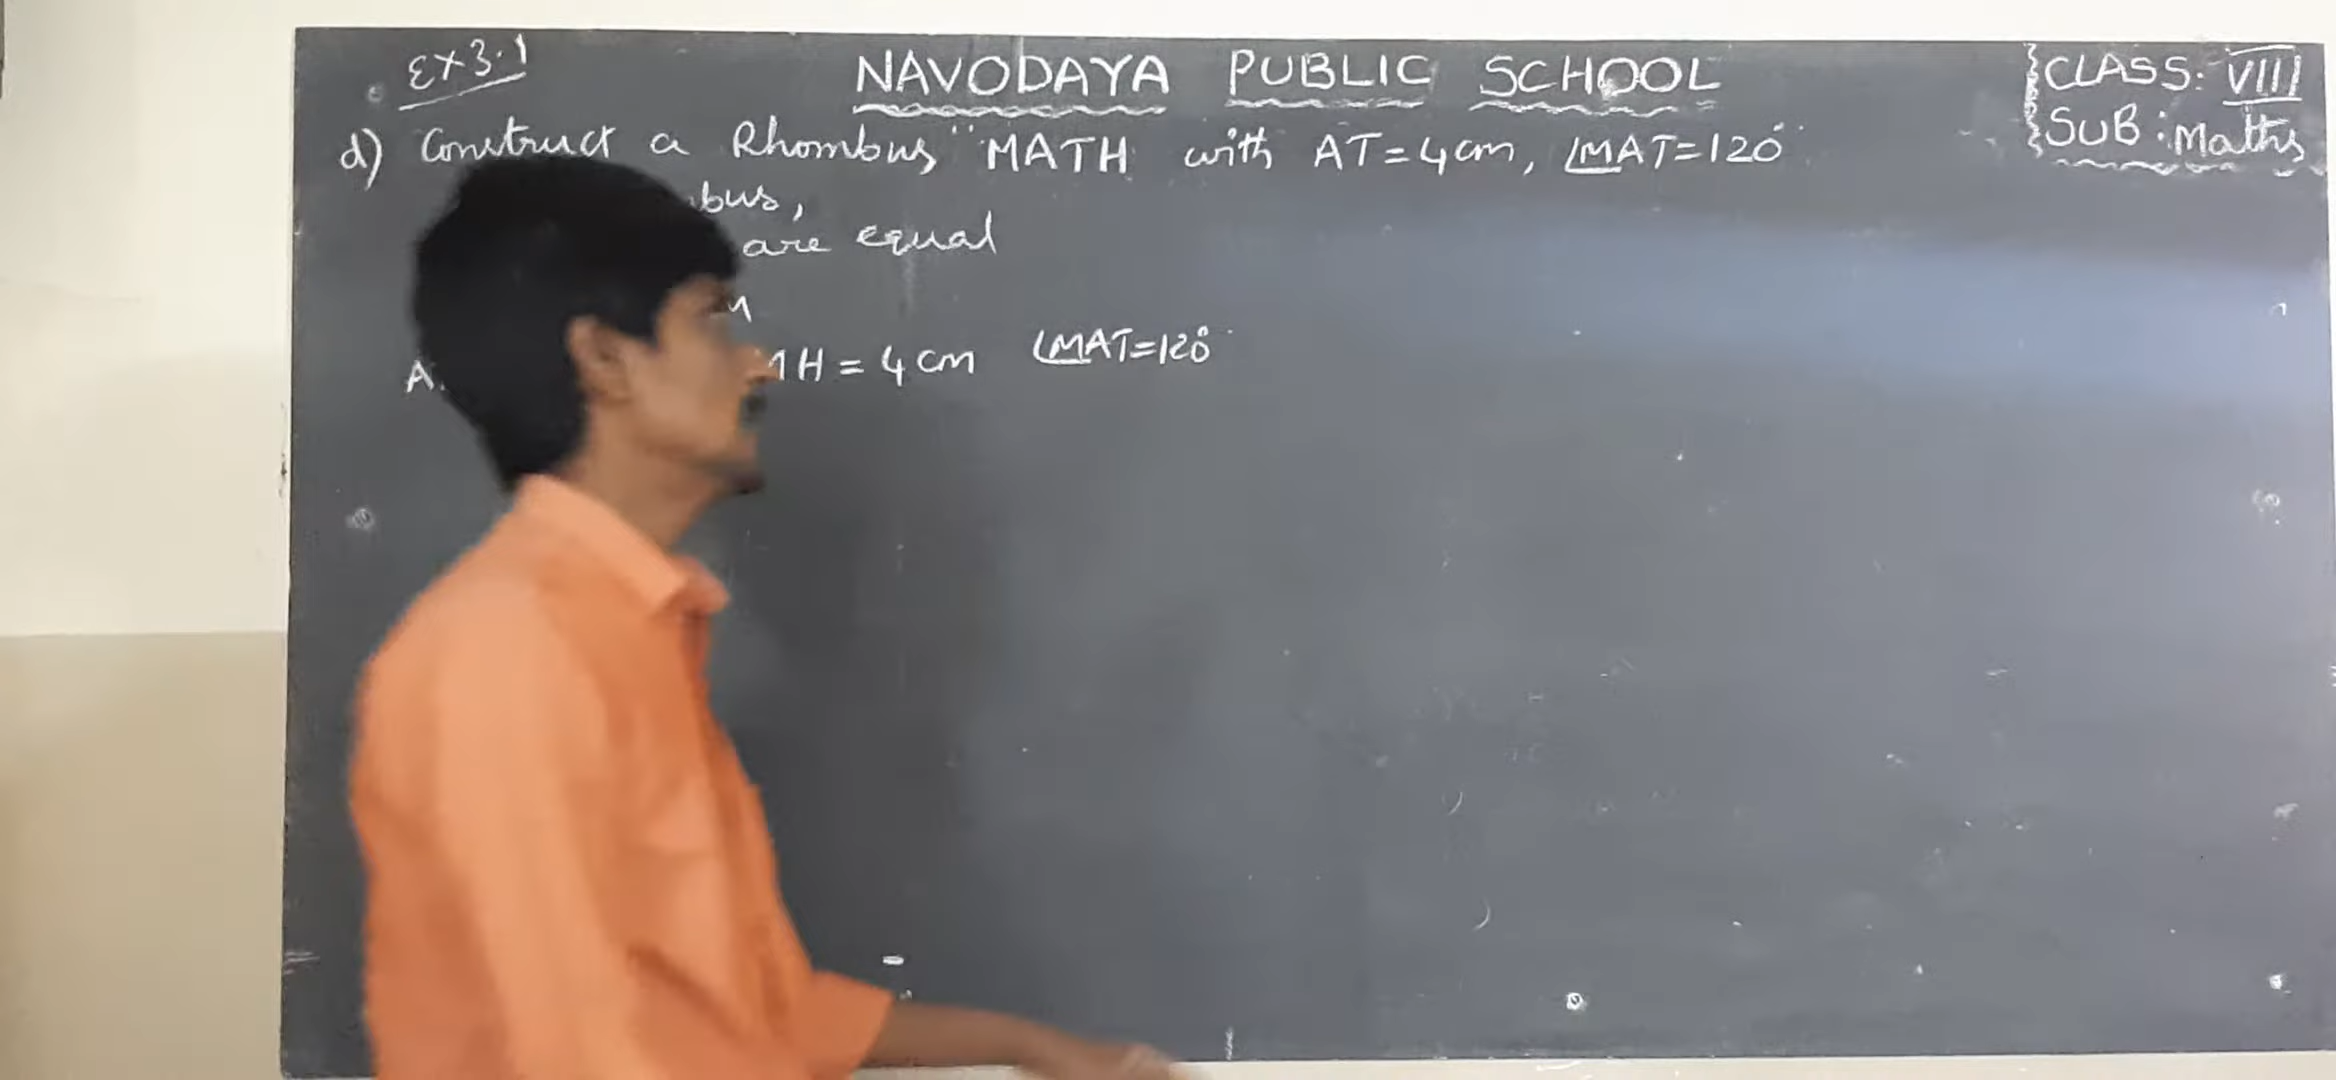 Ex 3.1
NAVODAYA PUBLIC SCHOOL
CLASS: VIII
SUB: Maths
d) Construct a Rhombus "MATH with AT=4cm, ∠MAT=120°
are equal
H = 4 cm ∠MAT=120°